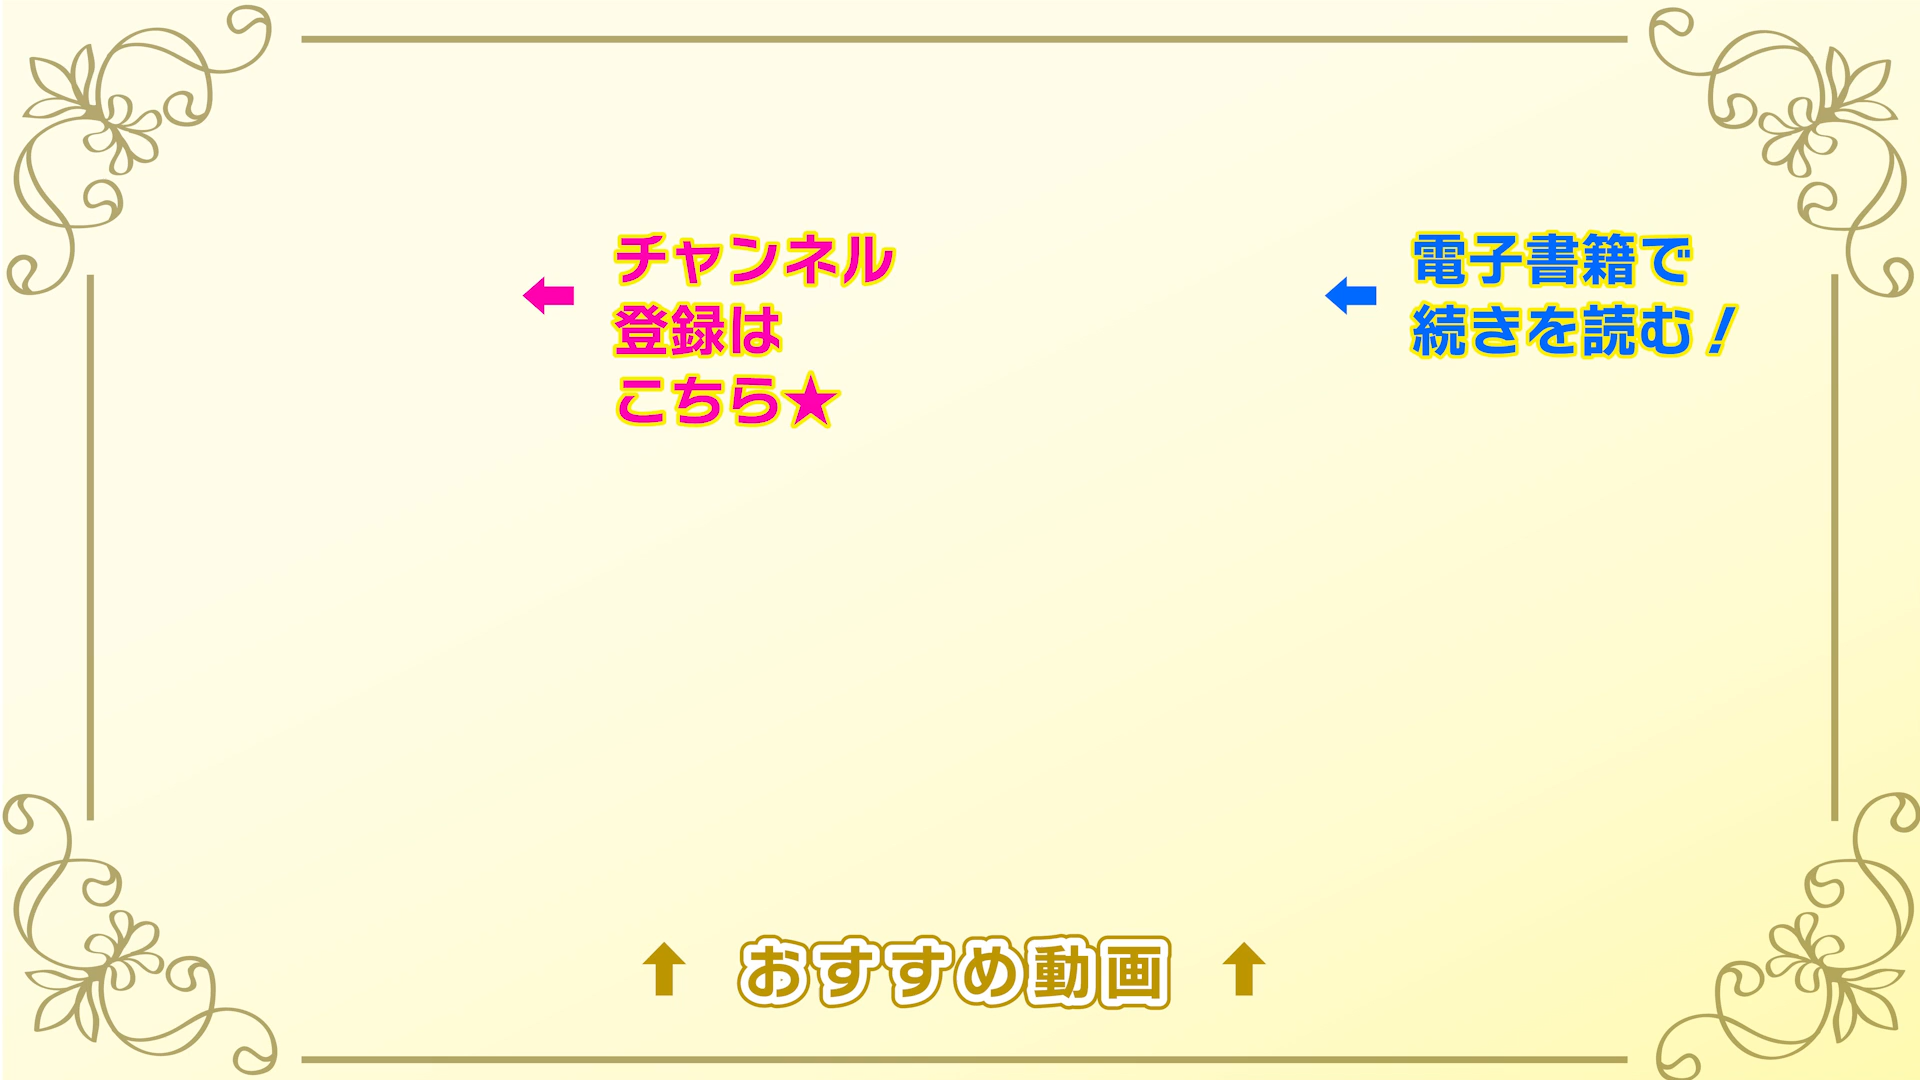 チャンネル
登録は
こちら★
電子書籍で
続きを読む！
おすすめ動画